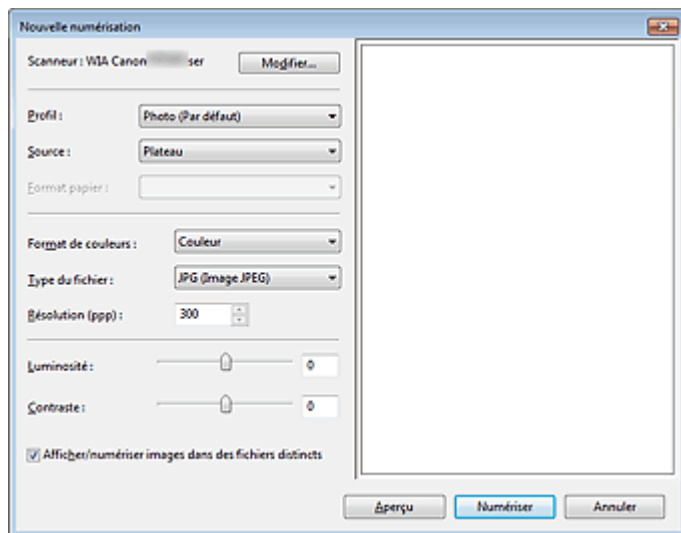 Nouvelle numérisation
Scanneur : WIA Canon ser
Modifier...
Profil :
Photo (Par défaut)
Source :
Plateau
Format papier :
Format de couleurs :
Couleur
Type du fichier :
JPG (Image JPEG)
Résolution (ppp) :
300
Luminosité :
0
Contraste :
0
Afficher/numériser images dans des fichiers distincts
Aperçu
Numériser
Annuler